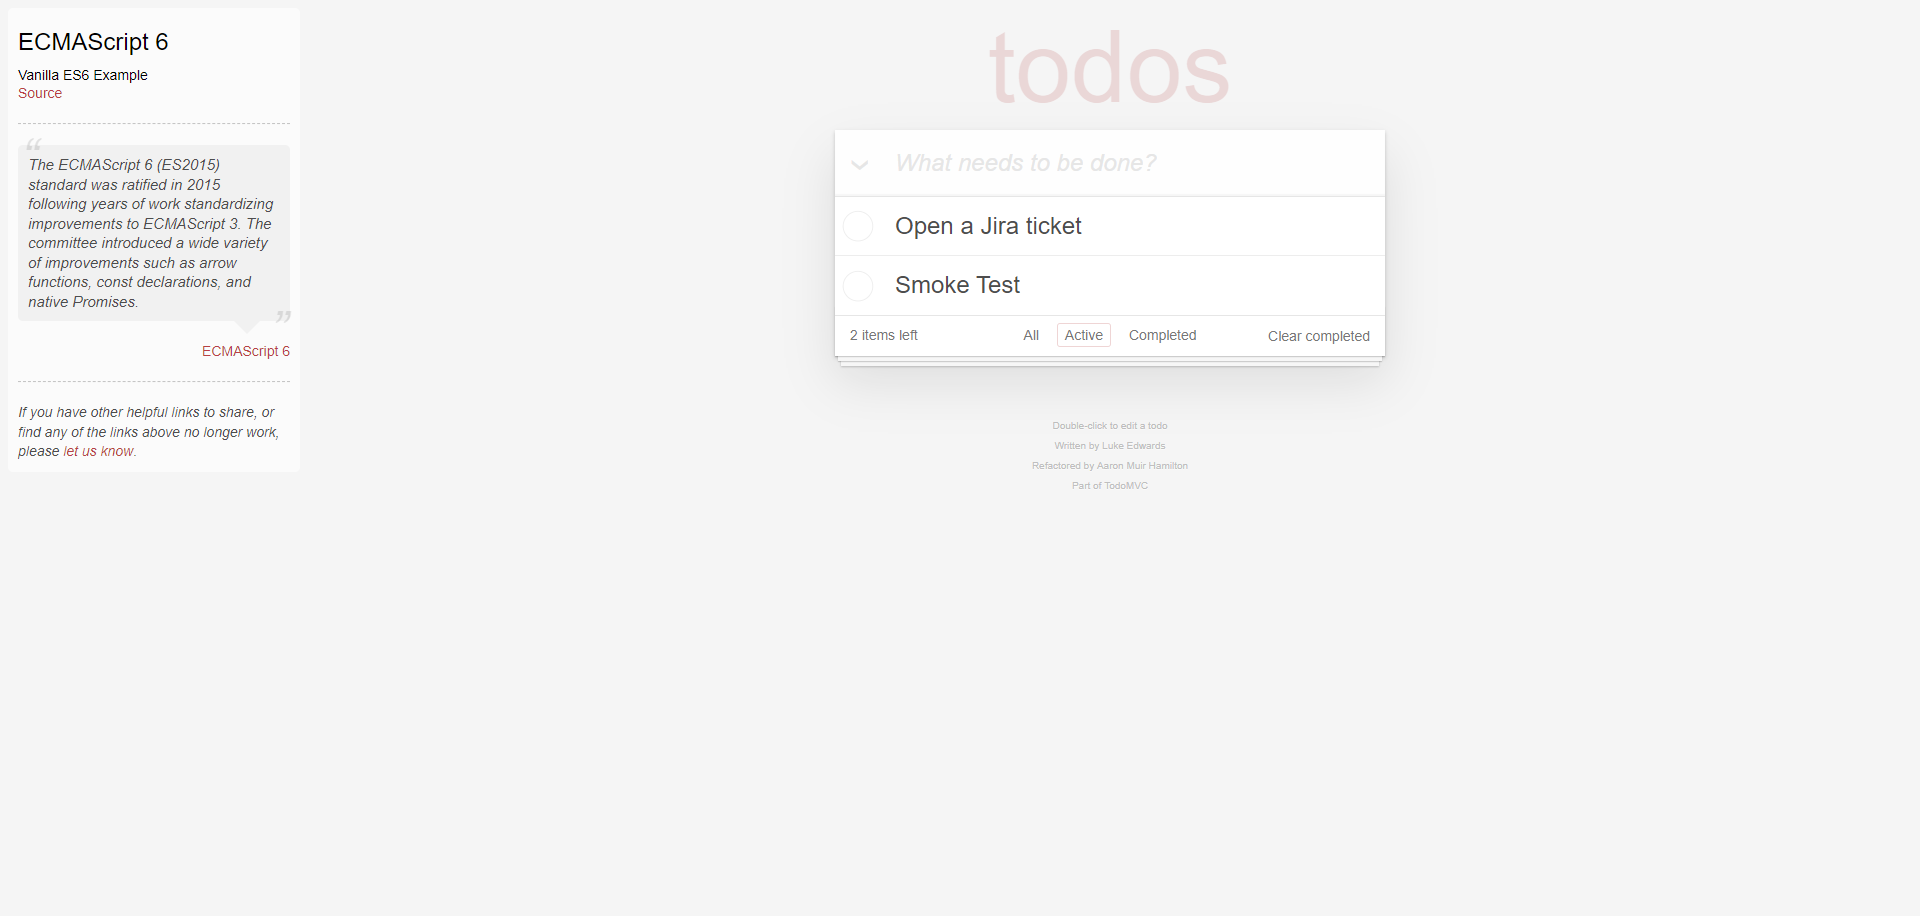 ECMAScript 6
Vanilla ES6 Example
Source
“
The ECMAScript 6 (ES2015)
standard was ratified in 2015
following years of work standardizing
improvements to ECMAScript 3. The
committee introduced a wide variety
of improvements such as arrow
functions, const declarations, and
native Promises.
”
ECMAScript 6
If you have other helpful links to share, or
find any of the links above no longer work,
please let us know.
todos
What needs to be done?
Open a Jira ticket
Smoke Test
2 items left All Active Completed Clear completed
Double-click to edit a todo
Written by Luke Edwards
Refactored by Aaron Muir Hamilton
Part of TodoMVC